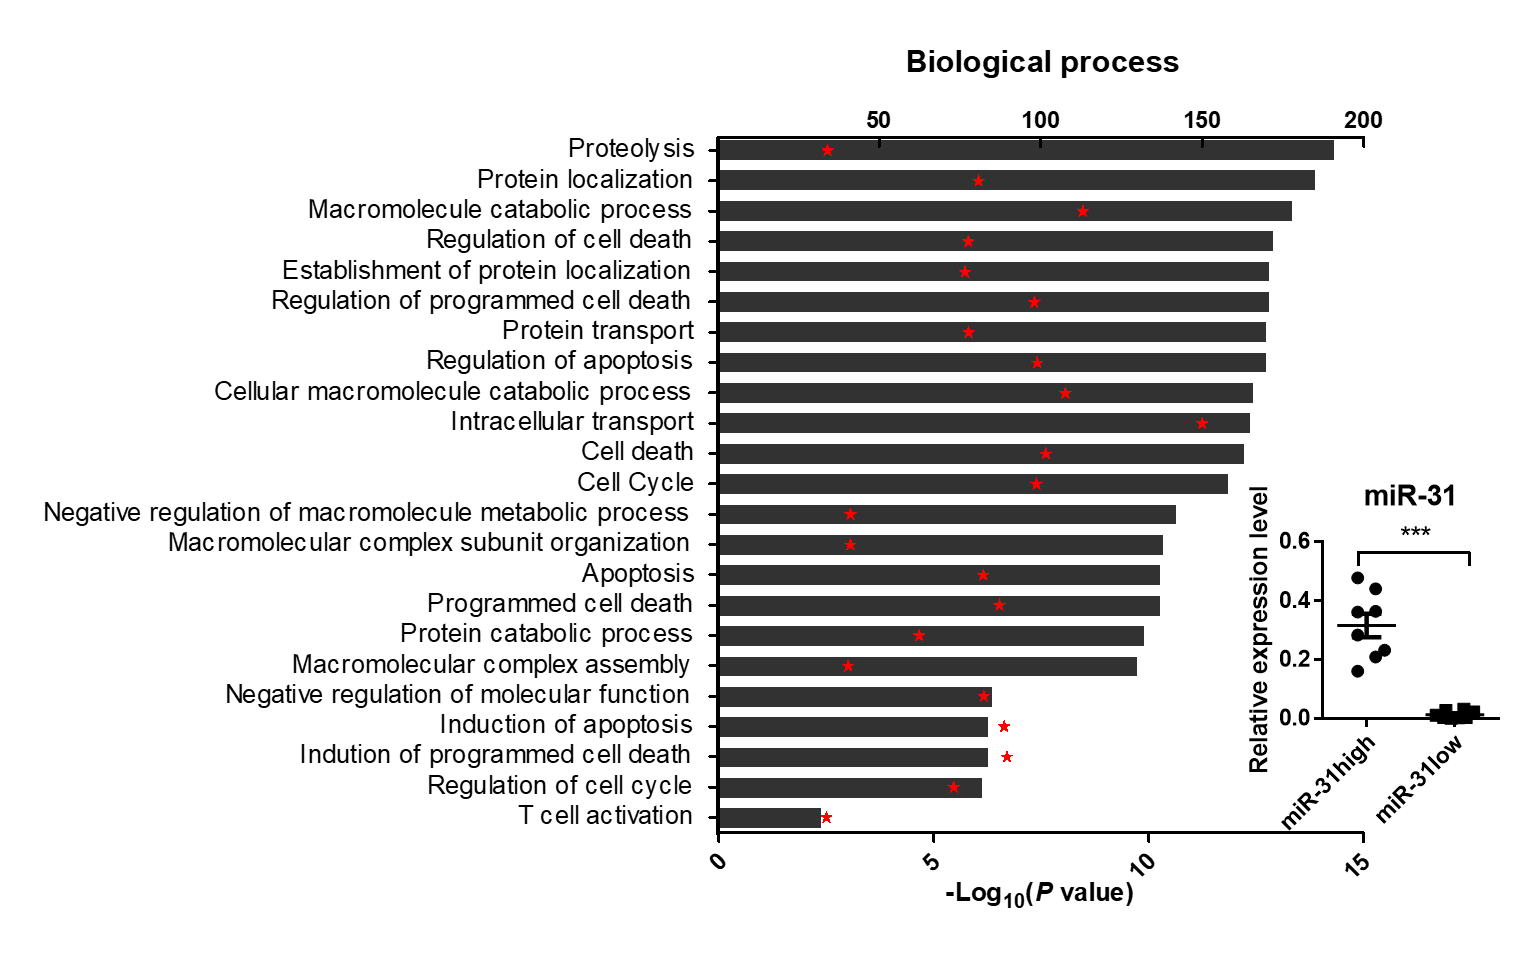 Biological process
50 100 150 200
Proteolysis
Protein localization
Macromolecule catabolic process
Regulation of cell death
Establishment of protein localization
Regulation of programmed cell death
Protein transport
Regulation of apoptosis
Cellular macromolecule catabolic process
Intracellular transport
Cell death
Cell Cycle
Negative regulation of macromolecule metabolic process
Macromolecular complex subunit organization
Apoptosis
Programmed cell death
Protein catabolic process
Macromolecular complex assembly
Negative regulation of molecular function
Induction of apoptosis
Indution of programmed cell death
Regulation of cell cycle
T cell activation
0 5 10 15
-Log10(P value)
miR-31
***
Relative expression level
0.6
0.4
0.2
0.0
miR-31high
miR-31low